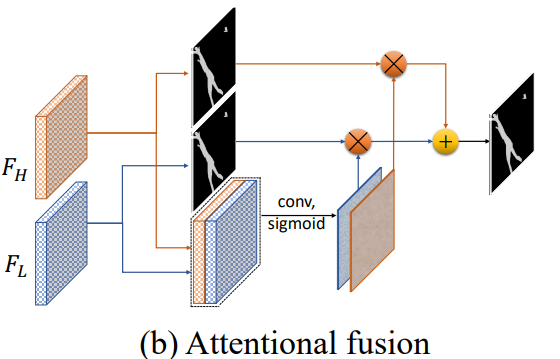 F_H
F_L
conv,
sigmoid
(b) Attentional fusion